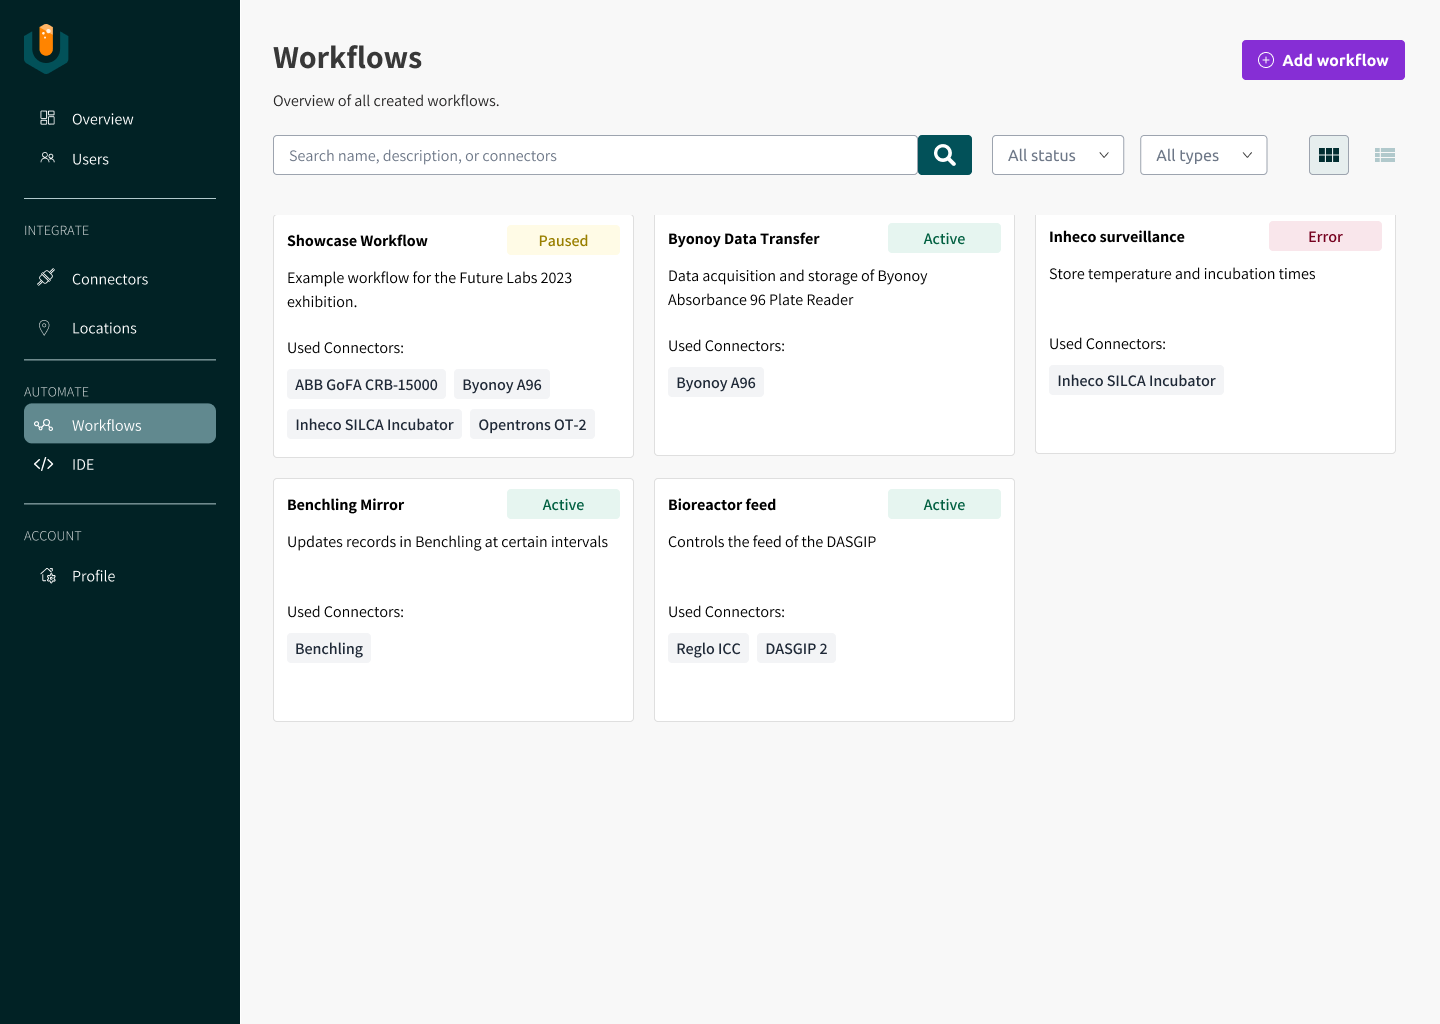 Overview
Users
INTEGRATE
Connectors
Locations
AUTOMATE
Workflows
IDE
ACCOUNT
Profile
Workflows
Add workflow
Overview of all created workflows.
Search name, description, or connectors
All status
All types
Showcase Workflow
Paused
Example workflow for the Future Labs 2023
exhibition.
Used Connectors:
ABB GoFA CRB-15000
Byonoy A96
Inheco SILCA Incubator
Opentrons OT-2
Byonoy Data Transfer
Active
Data acquisition and storage of Byonoy
Absorbance 96 Plate Reader
Used Connectors:
Byonoy A96
Inheco surveillance
Error
Store temperature and incubation times
Used Connectors:
Inheco SILCA Incubator
Benchling Mirror
Active
Updates records in Benchling at certain intervals
Used Connectors:
Benchling
Bioreactor feed
Active
Controls the feed of the DASGIP
Used Connectors:
Reglo ICC
DASGIP 2